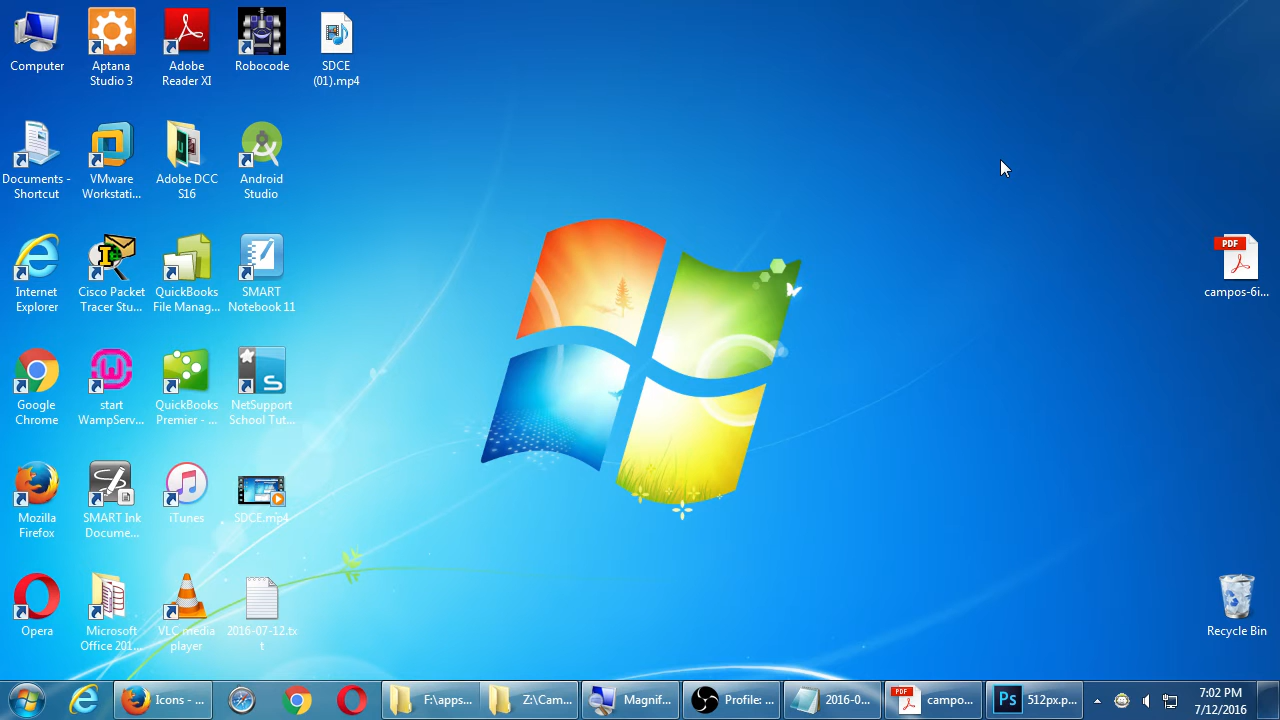 Computer
Aptana
Studio 3
Adobe
Reader XI
Robocode
SDCE
(01).mp4
Documents -
Shortcut
VMware
Workstati...
Adobe DCC
S16
Android
Studio
Internet
Explorer
Cisco Packet
Tracer Stu...
QuickBooks
File Manag...
SMART
Notebook 11
PDF
campos-6i...
Google
Chrome
start
WampServ...
QuickBooks
Premier - ...
NetSupport
School Tut...
Mozilla
Firefox
SMART Ink
Docume...
iTunes
SDCE.mp4
Opera
Microsoft
Office 201...
VLC media
player
2016-07-12.tx
t
Recycle Bin
Icons - ...
F:\apps...
Z:\Cam...
Magnif...
Profile: ...
2016-0...
PDF
campo...
Ps
512px.p...
7:02 PM
7/12/2016